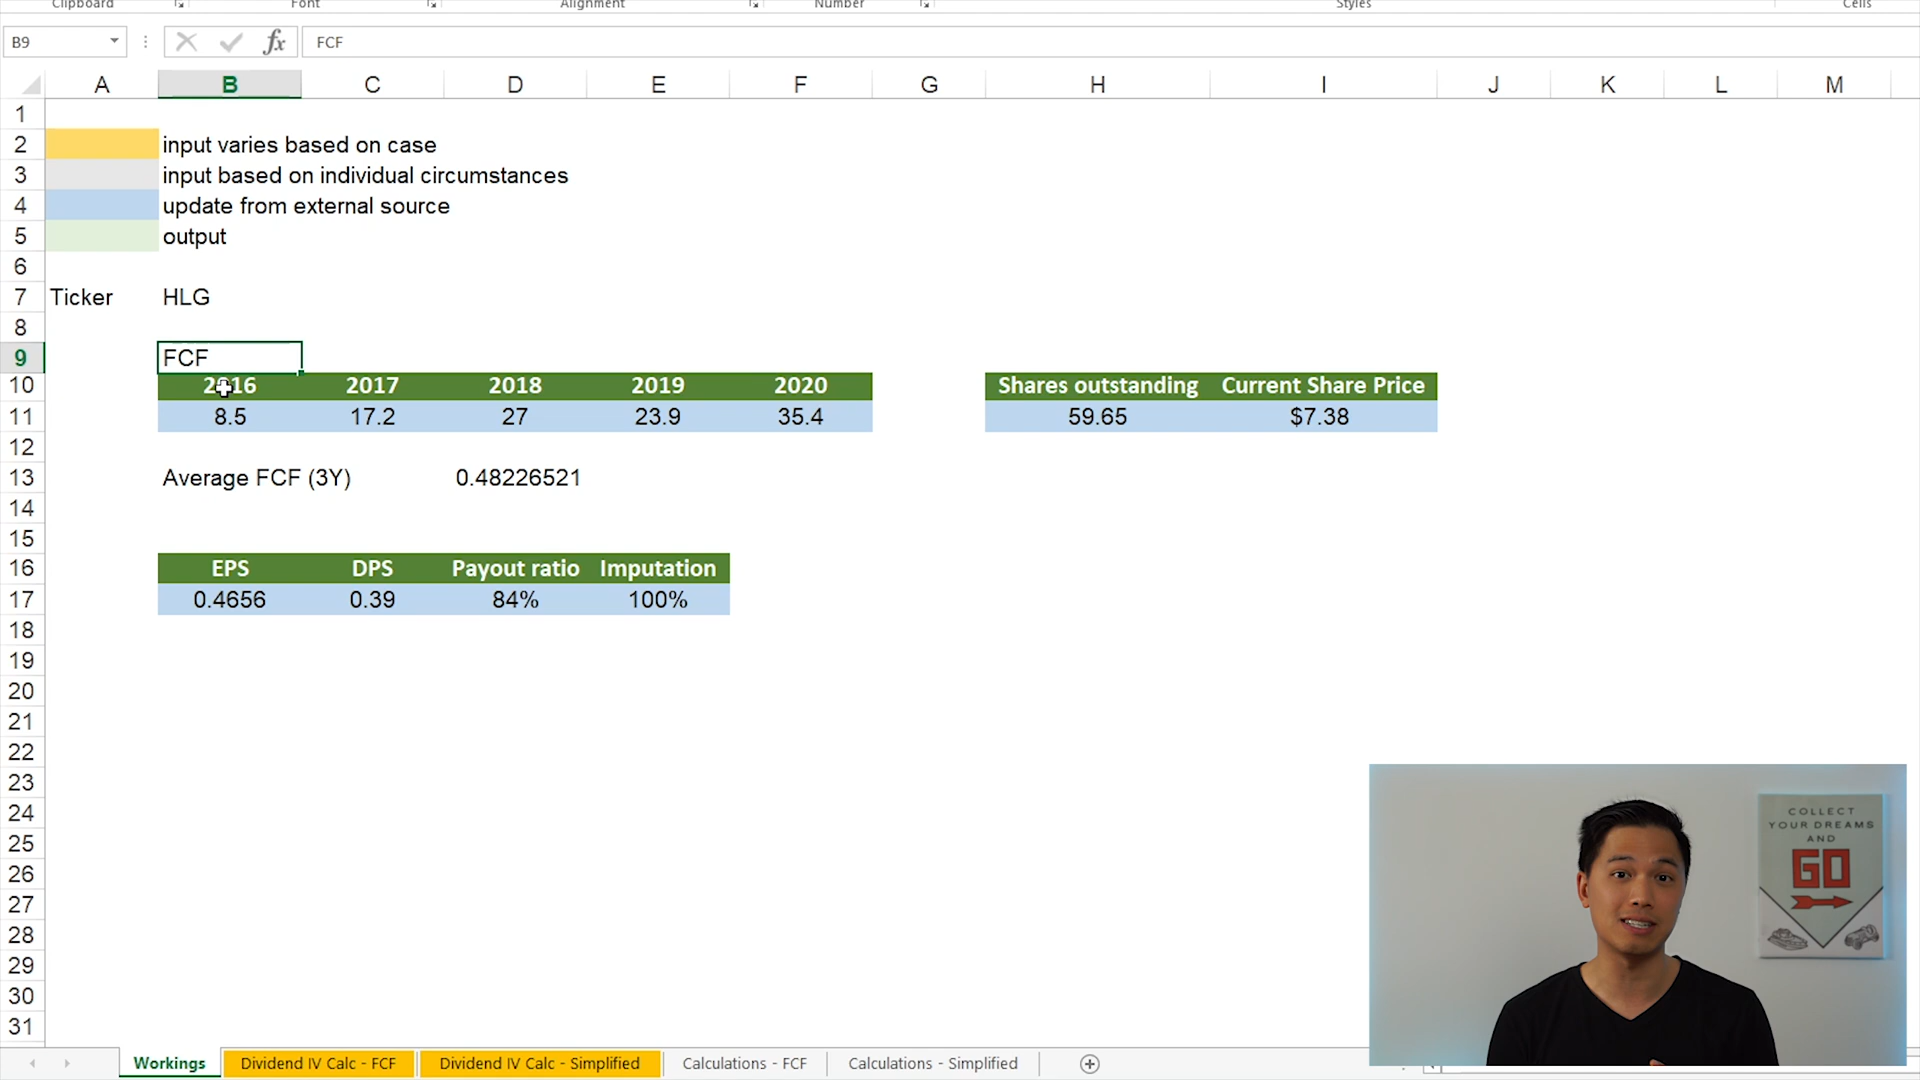 Clipboard Font Alignment Number Styles Cells
B9 fx FCF
A B C D E F G H I J K L M
1
2 input varies based on case
3 input based on individual circumstances
4 update from external source
5 output
6
7 Ticker HLG
8
9 FCF
10 2016 2017 2018 2019 2020 Shares outstanding Current Share Price
11 8.5 17.2 27 23.9 35.4 59.65 $7.38
12
13 Average FCF (3Y) 0.48226521
14
15
16 EPS DPS Payout ratio Imputation
17 0.4656 0.39 84% 100%
18
19
20
21
22
23
24
25
26
27
28
29
30
31
COLLECT
YOUR DREAMS
AND
GO
Workings Dividend IV Calc - FCF Dividend IV Calc - Simplified Calculations - FCF Calculations - Simplified